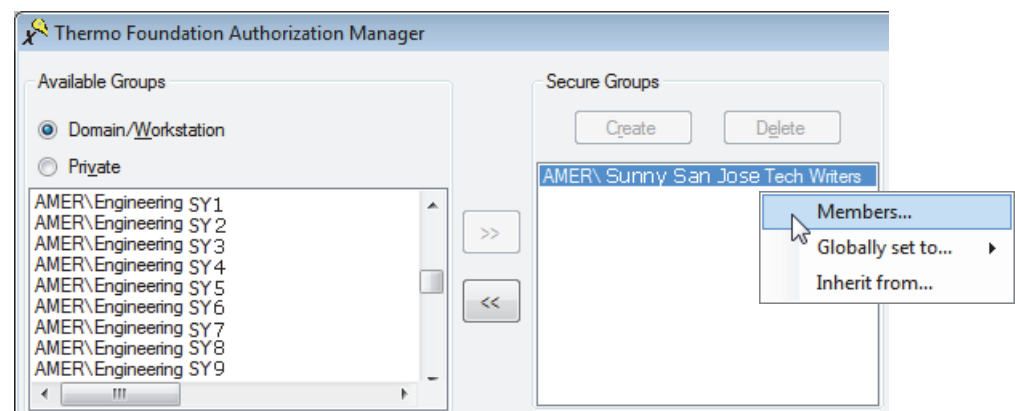 Thermo Foundation Authorization Manager
Available Groups
Domain/Workstation
Private
AMER\Engineering SY1
AMER\Engineering SY2
AMER\Engineering SY3
AMER\Engineering SY4
AMER\Engineering SY5
AMER\Engineering SY6
AMER\Engineering SY7
AMER\Engineering SY8
AMER\Engineering SY9
>>
<<
Secure Groups
Create Delete
AMER\ Sunny San Jose Tech Writers
Members...
Globally set to...
Inherit from...